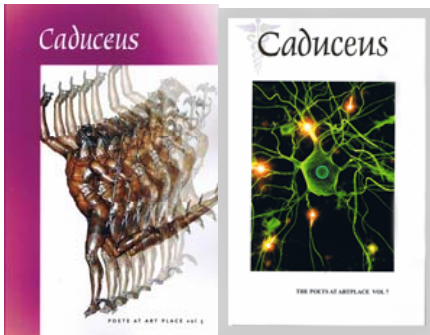 Caduceus
POETS AT ART PLACE vol 5
Caduceus
THE POETS AT ARTPLACE VOL 7